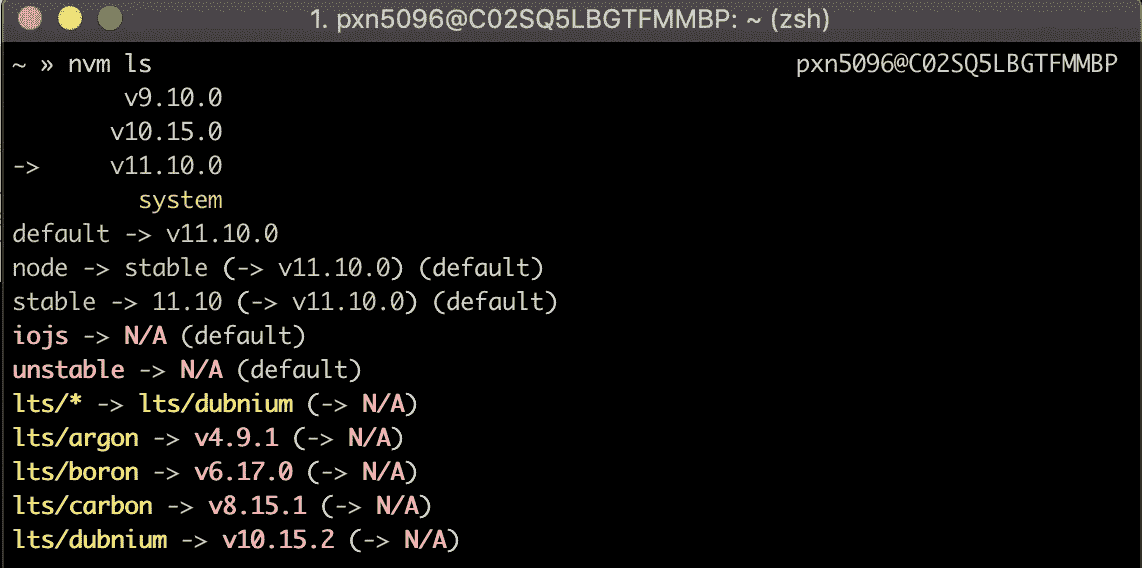 1. pxn5096@C02SQ5LBGTFMMBP: ~ (zsh)
~ » nvm ls pxn5096@C02SQ5LBGTFMMBP
v9.10.0
v10.15.0
-> v11.10.0
system
default -> v11.10.0
node -> stable (-> v11.10.0) (default)
stable -> 11.10 (-> v11.10.0) (default)
iojs -> N/A (default)
unstable -> N/A (default)
lts/* -> lts/dubnium (-> N/A)
lts/argon -> v4.9.1 (-> N/A)
lts/boron -> v6.17.0 (-> N/A)
lts/carbon -> v8.15.1 (-> N/A)
lts/dubnium -> v10.15.2 (-> N/A)